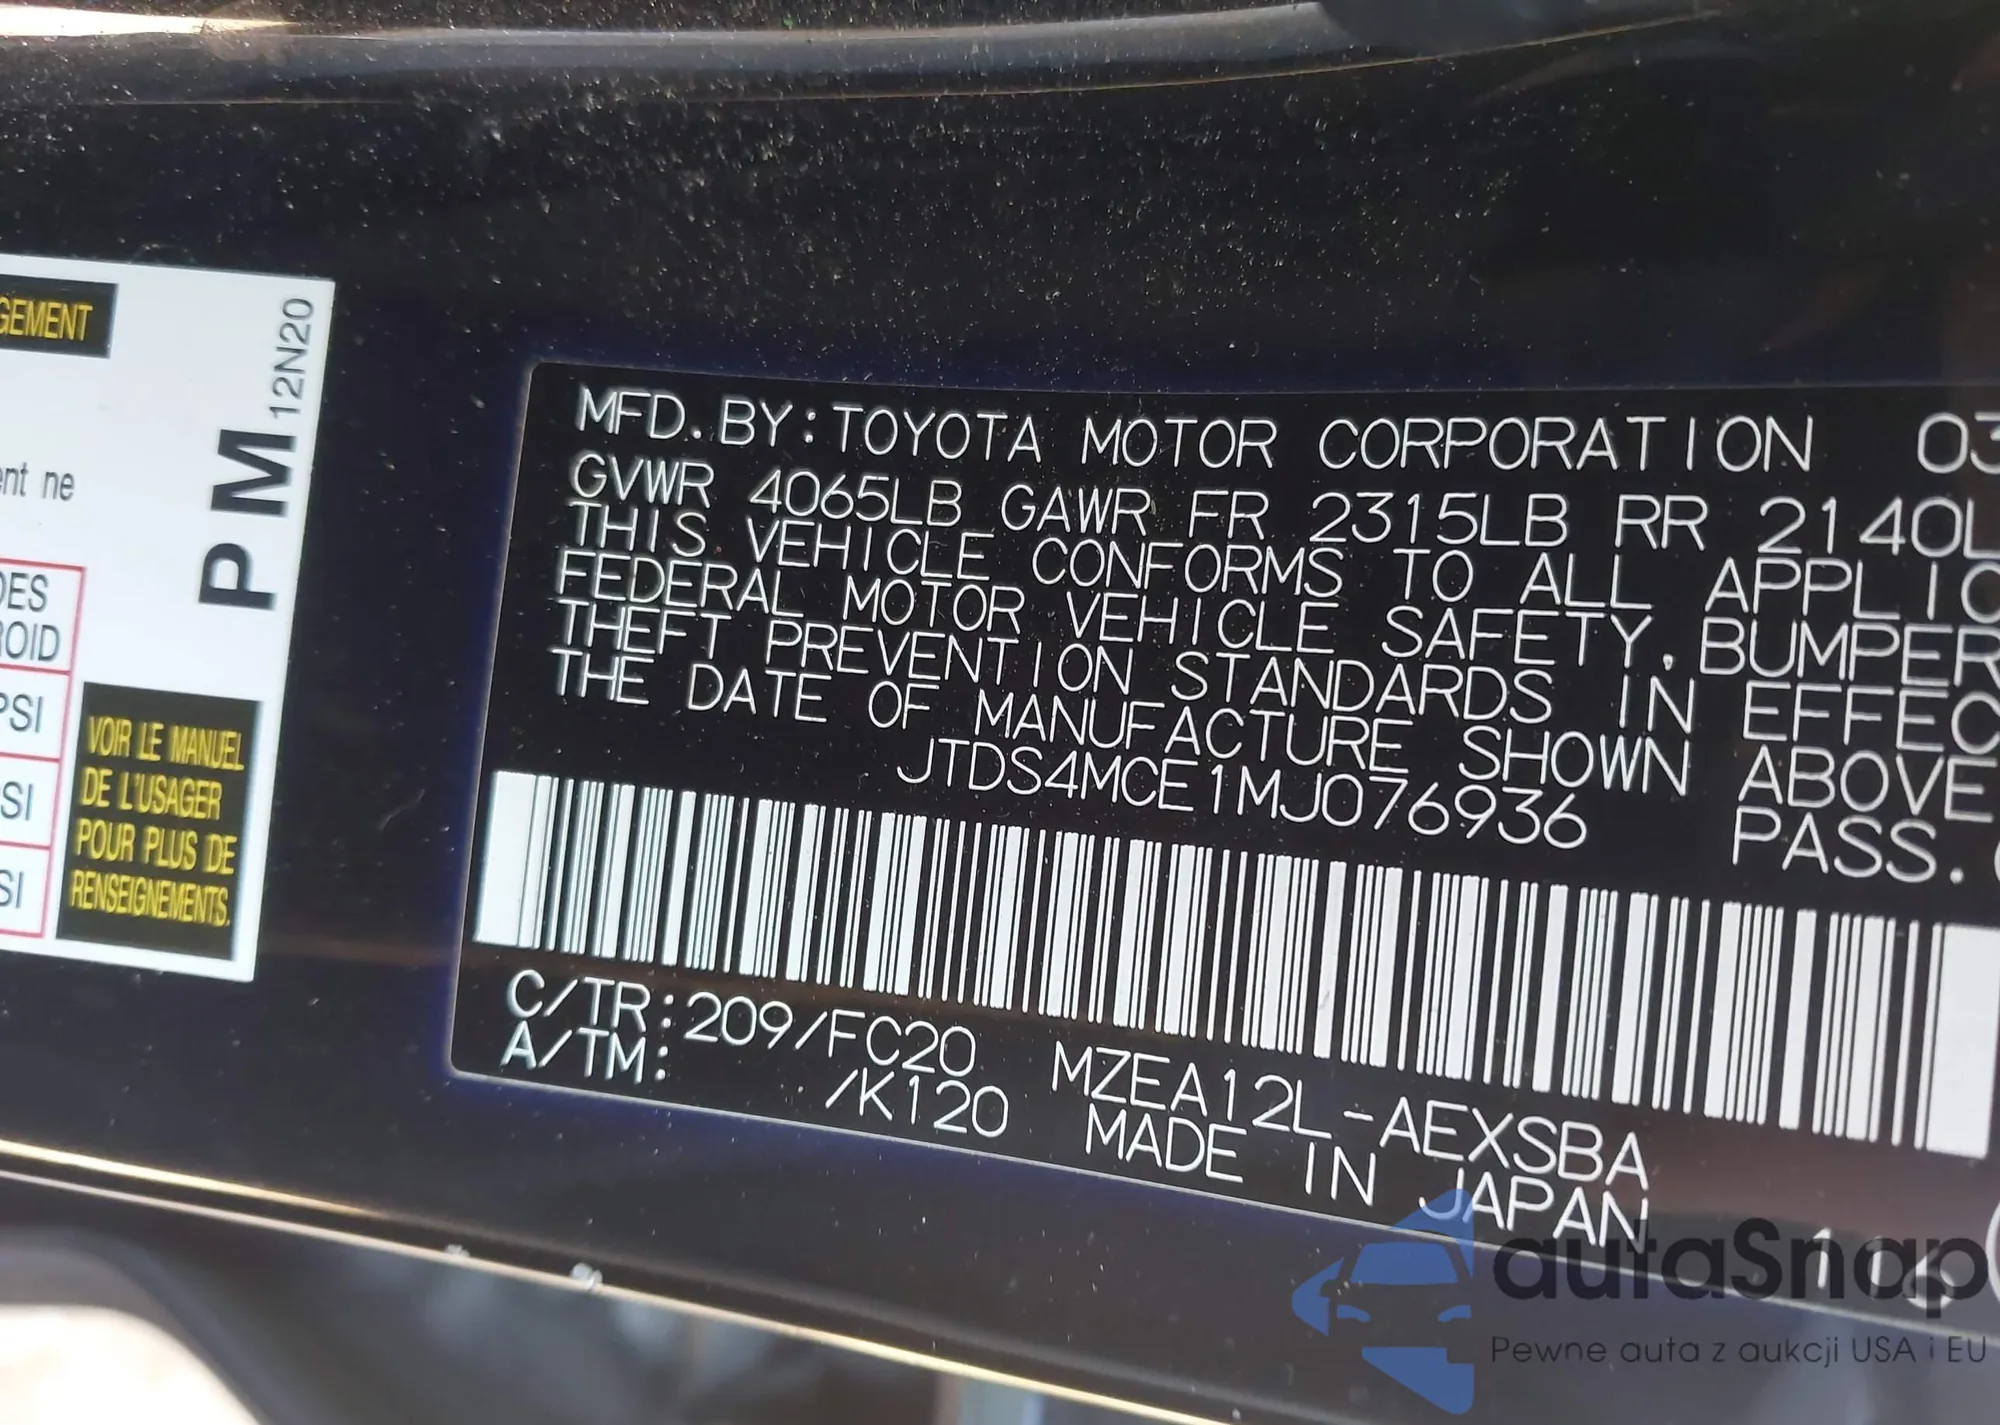 GEMENT
12N20
PM
ent ne
DES
ROID
PSI
SI
SI
VOIR LE MANUEL
DE L'USAGER
POUR PLUS DE
RENSEIGNEMENTS.
MFD. BY: TOYOTA MOTOR CORPORATION 03
GVWR 4065LB GAWR FR 2315LB RR 2140L
THIS VEHICLE CONFORMS TO ALL APPLIC
FEDERAL MOTOR VEHICLE SAFETY, BUMPER
THEFT PREVENTION STANDARDS IN EFFEC
THE DATE OF MANUFACTURE SHOWN ABOVE
JTDS4MCE1MJ076936 PASS.
C/TR: 209/FC20 MZEA12L-AEXSBA
A/TM: /K120 MADE IN JAPAN
autaSnap
Pewne auta z aukcji USA i EU